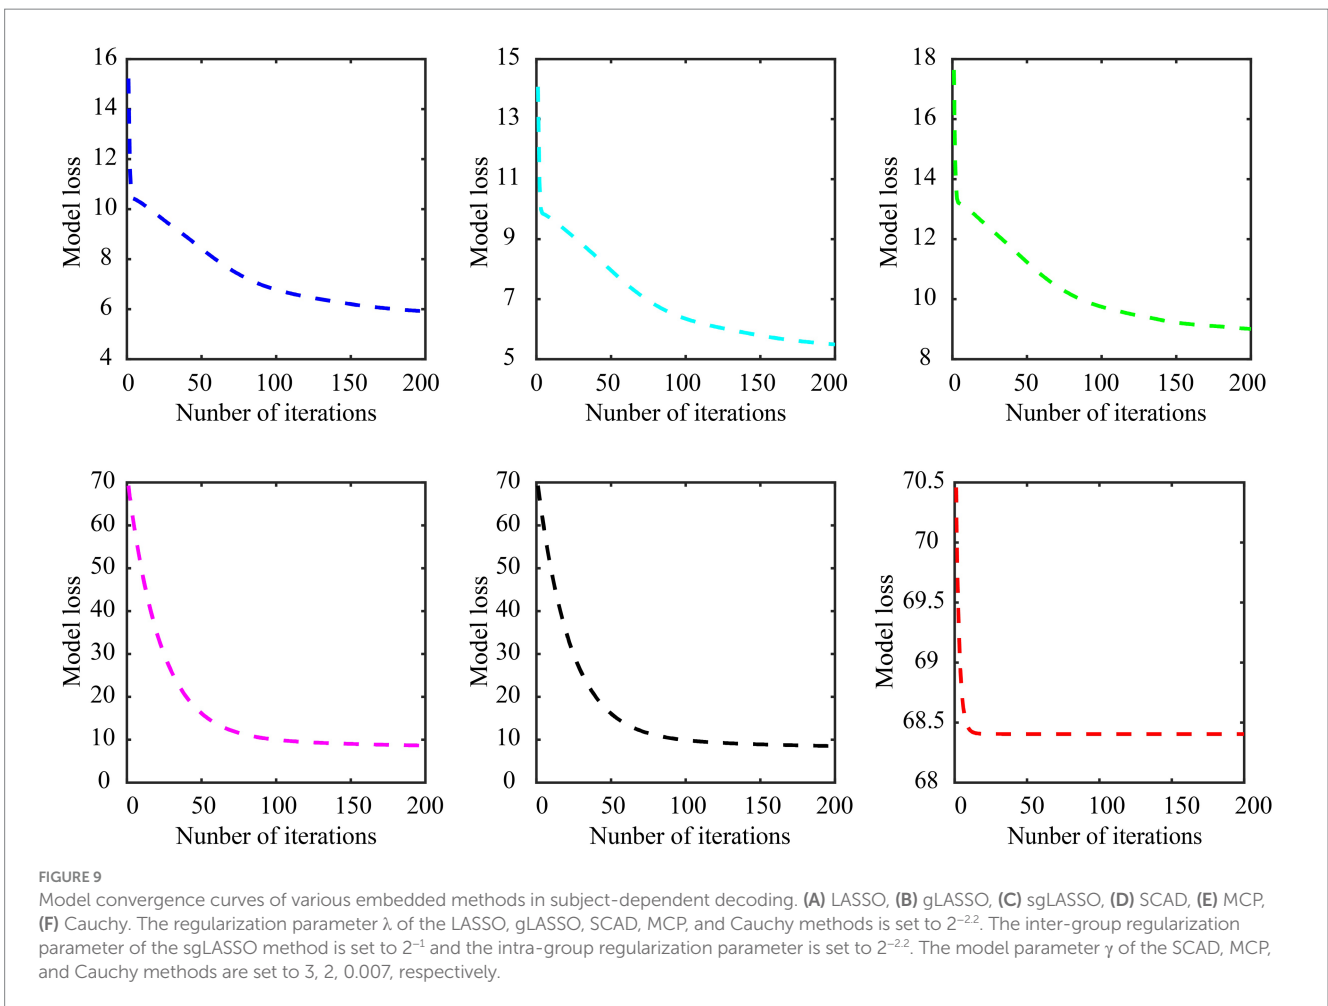 16
14
12
10
8
6
4
Model loss
0 50 100 150 200
Nunber of iterations
15
13
11
9
7
5
Model loss
0 50 100 150 200
Nunber of iterations
18
16
14
12
10
8
Model loss
0 50 100 150 200
Nunber of iterations
70
60
50
40
30
20
10
0
Model loss
0 50 100 150 200
Nunber of iterations
70
60
50
40
30
20
10
0
Model loss
0 50 100 150 200
Nunber of iterations
70.5
70
69.5
69
68.5
68
Model loss
0 50 100 150 200
Nunber of iterations
FIGURE 9
Model convergence curves of various embedded methods in subject-dependent decoding. (A) LASSO, (B) gLASSO, (C) sgLASSO, (D) SCAD, (E) MCP,
(F) Cauchy. The regularization parameter λ of the LASSO, gLASSO, SCAD, MCP, and Cauchy methods is set to 2⁻²·². The inter-group regularization
parameter of the sgLASSO method is set to 2⁻¹ and the intra-group regularization parameter is set to 2⁻²·². The model parameter γ of the SCAD, MCP,
and Cauchy methods are set to 3, 2, 0.007, respectively.